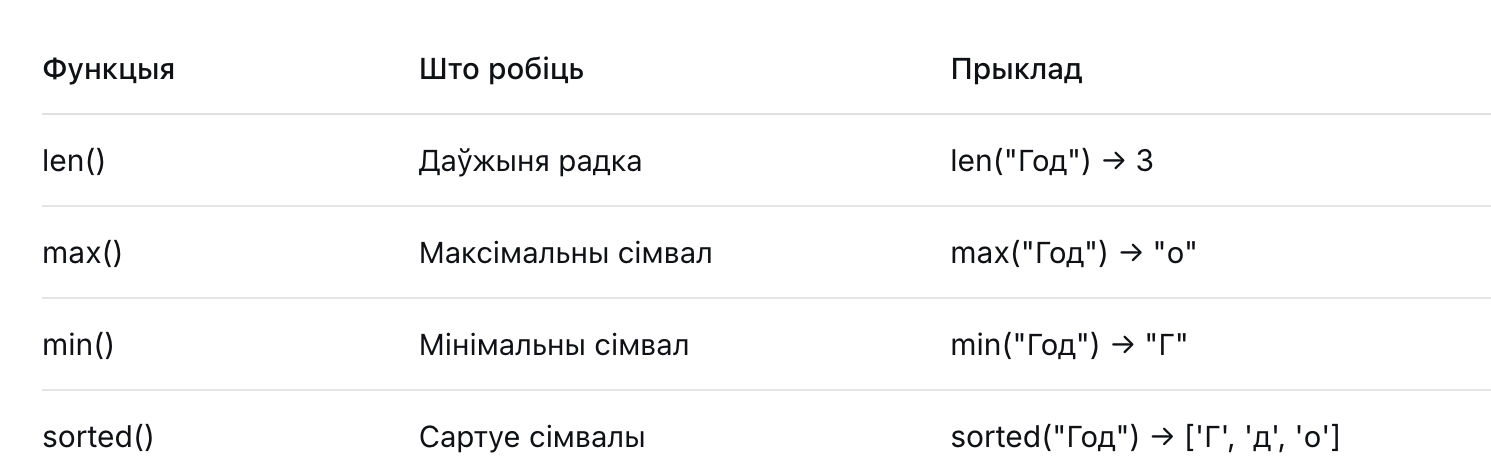 Функцыя Што робіць Прыклад
len() Даўжыня радка len("Год") → 3
max() Максімальны сімвал max("Год") → "о"
min() Мінімальны сімвал min("Год") → "Г"
sorted() Сартуе сімвалы sorted("Год") → ['Г', 'д', 'о']